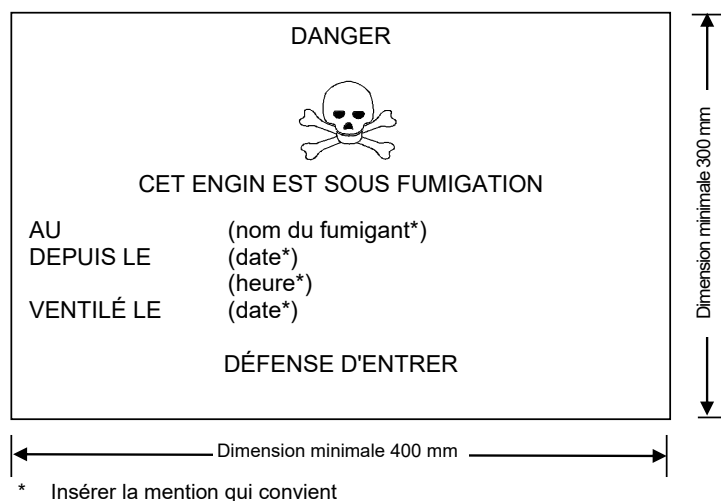 DANGER
CET ENGIN EST SOUS FUMIGATION
AU (nom du fumigant*)
DEPUIS LE (date*)
(heure*)
VENTILÉ LE (date*)
DÉFENSE D'ENTRER
Dimension minimale 300 mm
Dimension minimale 400 mm
* Insérer la mention qui convient